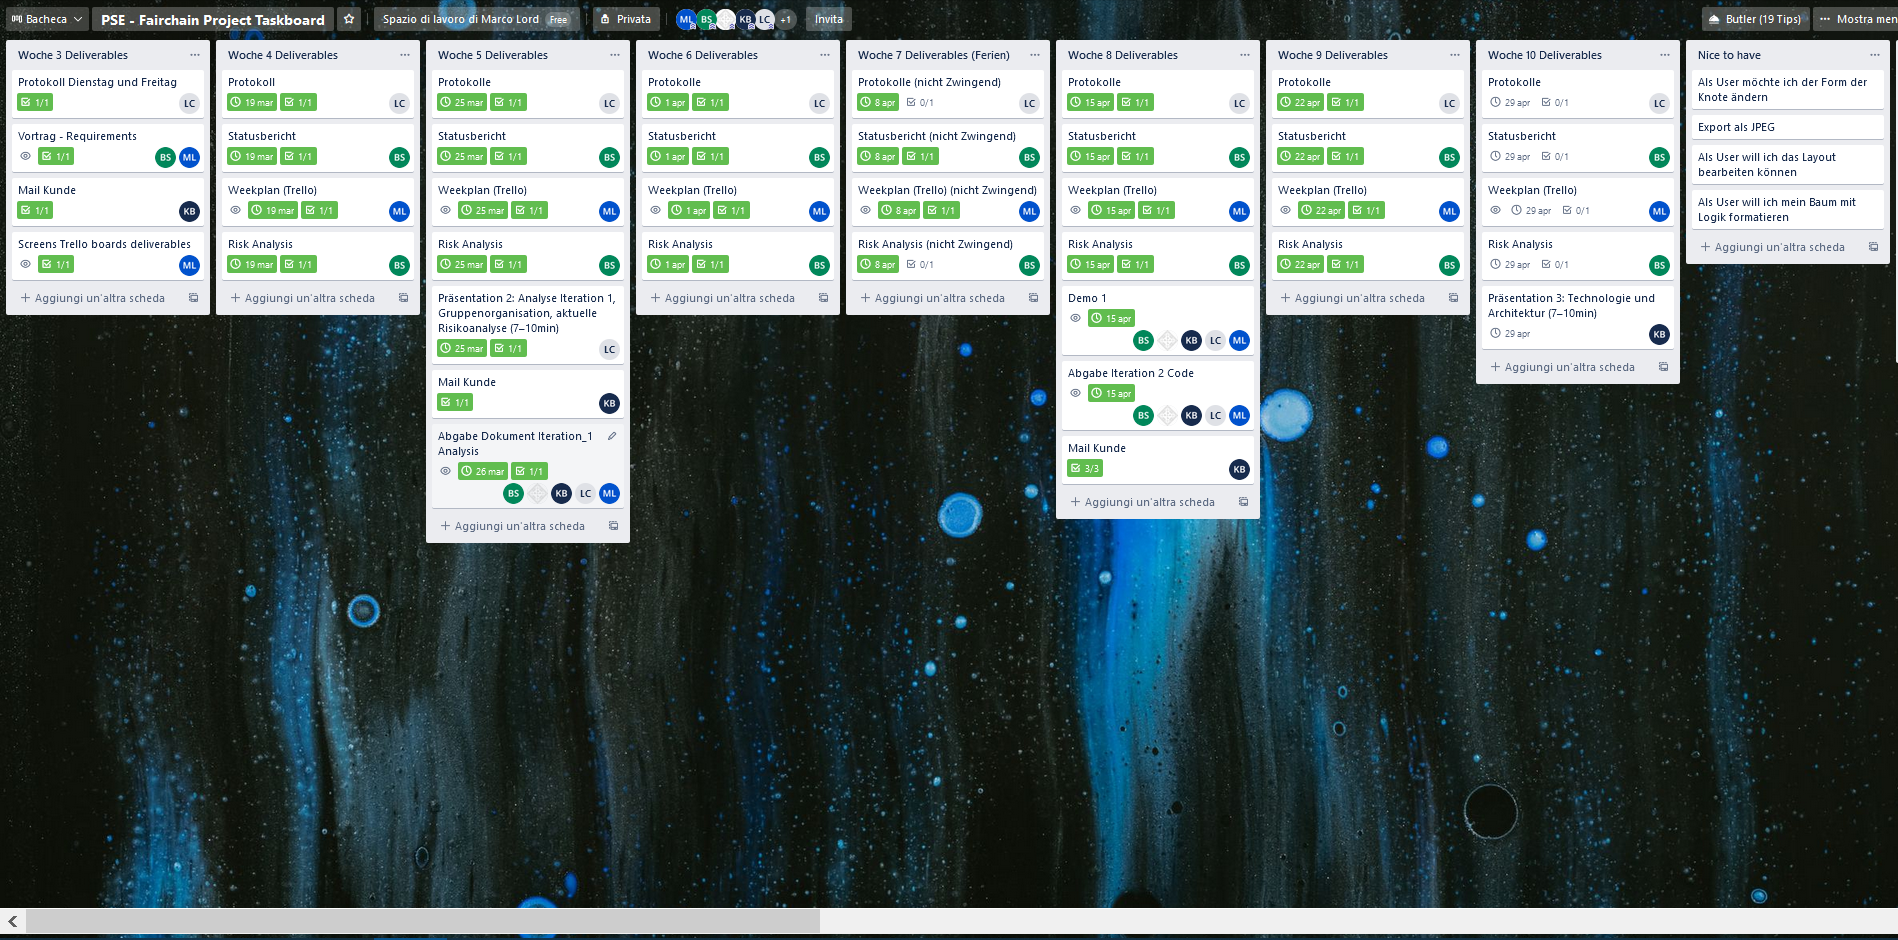 Bacheca
PSE - Fairchain Project Taskboard
Spazio di lavoro di Marco Lord Free
Privata
ML BS KB LC +1
Invita
Butler (19 Tips)
Mostra men
Woche 3 Deliverables
Protokoll Dienstag und Freitag
1/1
LC
Vortrag - Requirements
1/1
BS ML
Mail Kunde
1/1
KB
Screens Trello boards deliverables
1/1
ML
Aggiungi un'altra scheda
Woche 4 Deliverables
Protokoll
19 mar 1/1
LC
Statusbericht
19 mar 1/1
BS
Weekplan (Trello)
19 mar 1/1
ML
Risk Analysis
19 mar 1/1
BS
Aggiungi un'altra scheda
Woche 5 Deliverables
Protokolle
25 mar 1/1
LC
Statusbericht
25 mar 1/1
BS
Weekplan (Trello)
25 mar 1/1
ML
Risk Analysis
25 mar 1/1
BS
Präsentation 2: Analyse Iteration 1,
Gruppenorganisation, aktuelle
Risikoanalyse (7–10min)
25 mar 1/1
LC
Mail Kunde
1/1
KB
Abgabe Dokument Iteration_1
Analysis
26 mar 1/1
BS KB LC ML
Aggiungi un'altra scheda
Woche 6 Deliverables
Protokolle
1 apr 1/1
LC
Statusbericht
1 apr 1/1
BS
Weekplan (Trello)
1 apr 1/1
ML
Risk Analysis
1 apr 1/1
BS
Aggiungi un'altra scheda
Woche 7 Deliverables (Ferien)
Protokolle (nicht Zwingend)
8 apr 0/1
LC
Statusbericht (nicht Zwingend)
8 apr 1/1
BS
Weekplan (Trello) (nicht Zwingend)
8 apr 1/1
ML
Risk Analysis (nicht Zwingend)
8 apr 0/1
BS
Aggiungi un'altra scheda
Woche 8 Deliverables
Protokolle
15 apr 1/1
LC
Statusbericht
15 apr 1/1
BS
Weekplan (Trello)
15 apr 1/1
ML
Risk Analysis
15 apr 1/1
BS
Demo 1
15 apr
BS KB LC ML
Abgabe Iteration 2 Code
15 apr
BS KB LC ML
Mail Kunde
3/3
KB
Aggiungi un'altra scheda
Woche 9 Deliverables
Protokolle
22 apr 1/1
LC
Statusbericht
22 apr 1/1
BS
Weekplan (Trello)
22 apr 1/1
ML
Risk Analysis
22 apr 1/1
BS
Aggiungi un'altra scheda
Woche 10 Deliverables
Protokolle
29 apr 0/1
LC
Statusbericht
29 apr 0/1
BS
Weekplan (Trello)
29 apr 0/1
ML
Risk Analysis
29 apr 0/1
BS
Präsentation 3: Technologie und
Architektur (7–10min)
29 apr
KB
Aggiungi un'altra scheda
Nice to have
Als User möchte ich der Form der
Knote ändern
Export als JPEG
Als User will ich das Layout
bearbeiten können
Als User will ich mein Baum mit
Logik formatieren
Aggiungi un'altra scheda